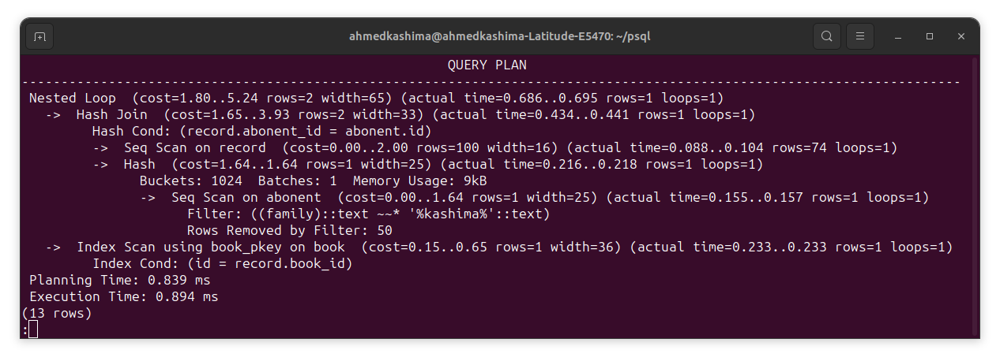 ahmedkashima@ahmedkashima-Latitude-E5470: ~/psql
QUERY PLAN
-----------------------------------------------------------------------------------------------------------------------
Nested Loop  (cost=1.80..5.24 rows=2 width=65) (actual time=0.686..0.695 rows=1 loops=1)
  ->  Hash Join  (cost=1.65..3.93 rows=2 width=33) (actual time=0.434..0.441 rows=1 loops=1)
        Hash Cond: (record.abonent_id = abonent.id)
        ->  Seq Scan on record  (cost=0.00..2.00 rows=100 width=16) (actual time=0.088..0.104 rows=74 loops=1)
        ->  Hash  (cost=1.64..1.64 rows=1 width=25) (actual time=0.216..0.218 rows=1 loops=1)
              Buckets: 1024  Batches: 1  Memory Usage: 9kB
              ->  Seq Scan on abonent  (cost=0.00..1.64 rows=1 width=25) (actual time=0.155..0.157 rows=1 loops=1)
                    Filter: ((family)::text ~~* '%kashima%'::text)
                    Rows Removed by Filter: 50
  ->  Index Scan using book_pkey on book  (cost=0.15..0.65 rows=1 width=36) (actual time=0.233..0.233 rows=1 loops=1)
        Index Cond: (id = record.book_id)
Planning Time: 0.839 ms
Execution Time: 0.894 ms
(13 rows)
: